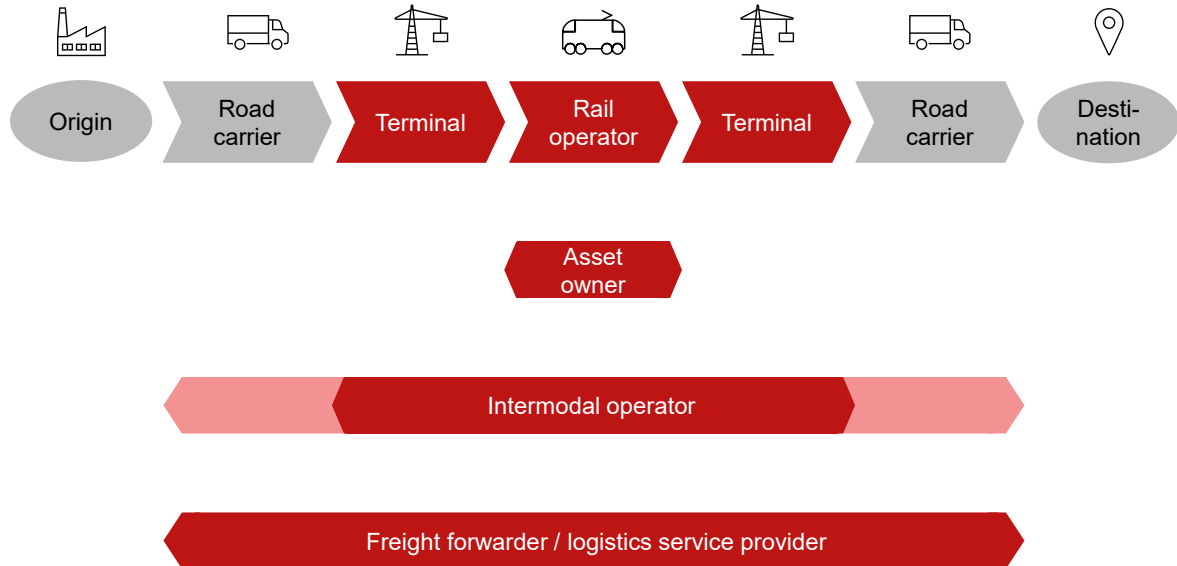 Origin
Road
carrier
Terminal
Rail
operator
Terminal
Road
carrier
Desti-
nation
Asset
owner
Intermodal operator
Freight forwarder / logistics service provider